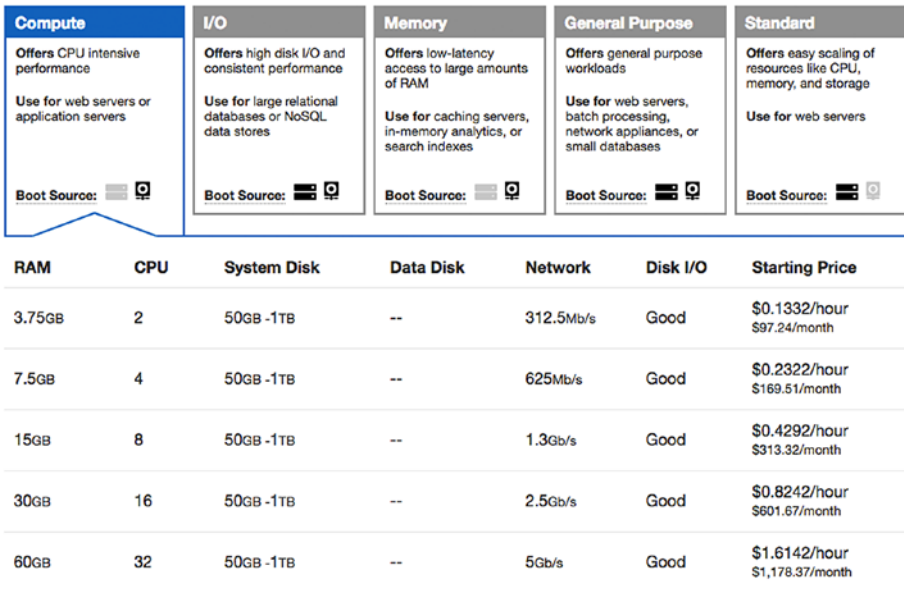 Compute
Offers CPU intensive
performance
Use for web servers or
application servers
Boot Source:
I/O
Offers high disk I/O and
consistent performance
Use for large relational
databases or NoSQL
data stores
Boot Source:
Memory
Offers low-latency
access to large amounts
of RAM
Use for caching servers,
in-memory analytics, or
search indexes
Boot Source:
General Purpose
Offers general purpose
workloads
Use for web servers,
batch processing,
network appliances, or
small databases
Boot Source:
Standard
Offers easy scaling of
resources like CPU,
memory, and storage
Use for web servers
Boot Source:
RAM CPU System Disk Data Disk Network Disk I/O Starting Price
3.75GB 2 50GB -1TB -- 312.5Mb/s Good $0.1332/hour
$97.24/month
7.5GB 4 50GB -1TB -- 625Mb/s Good $0.2322/hour
$169.51/month
15GB 8 50GB -1TB -- 1.3Gb/s Good $0.4292/hour
$313.32/month
30GB 16 50GB -1TB -- 2.5Gb/s Good $0.8242/hour
$601.67/month
60GB 32 50GB -1TB -- 5Gb/s Good $1.6142/hour
$1,178.37/month